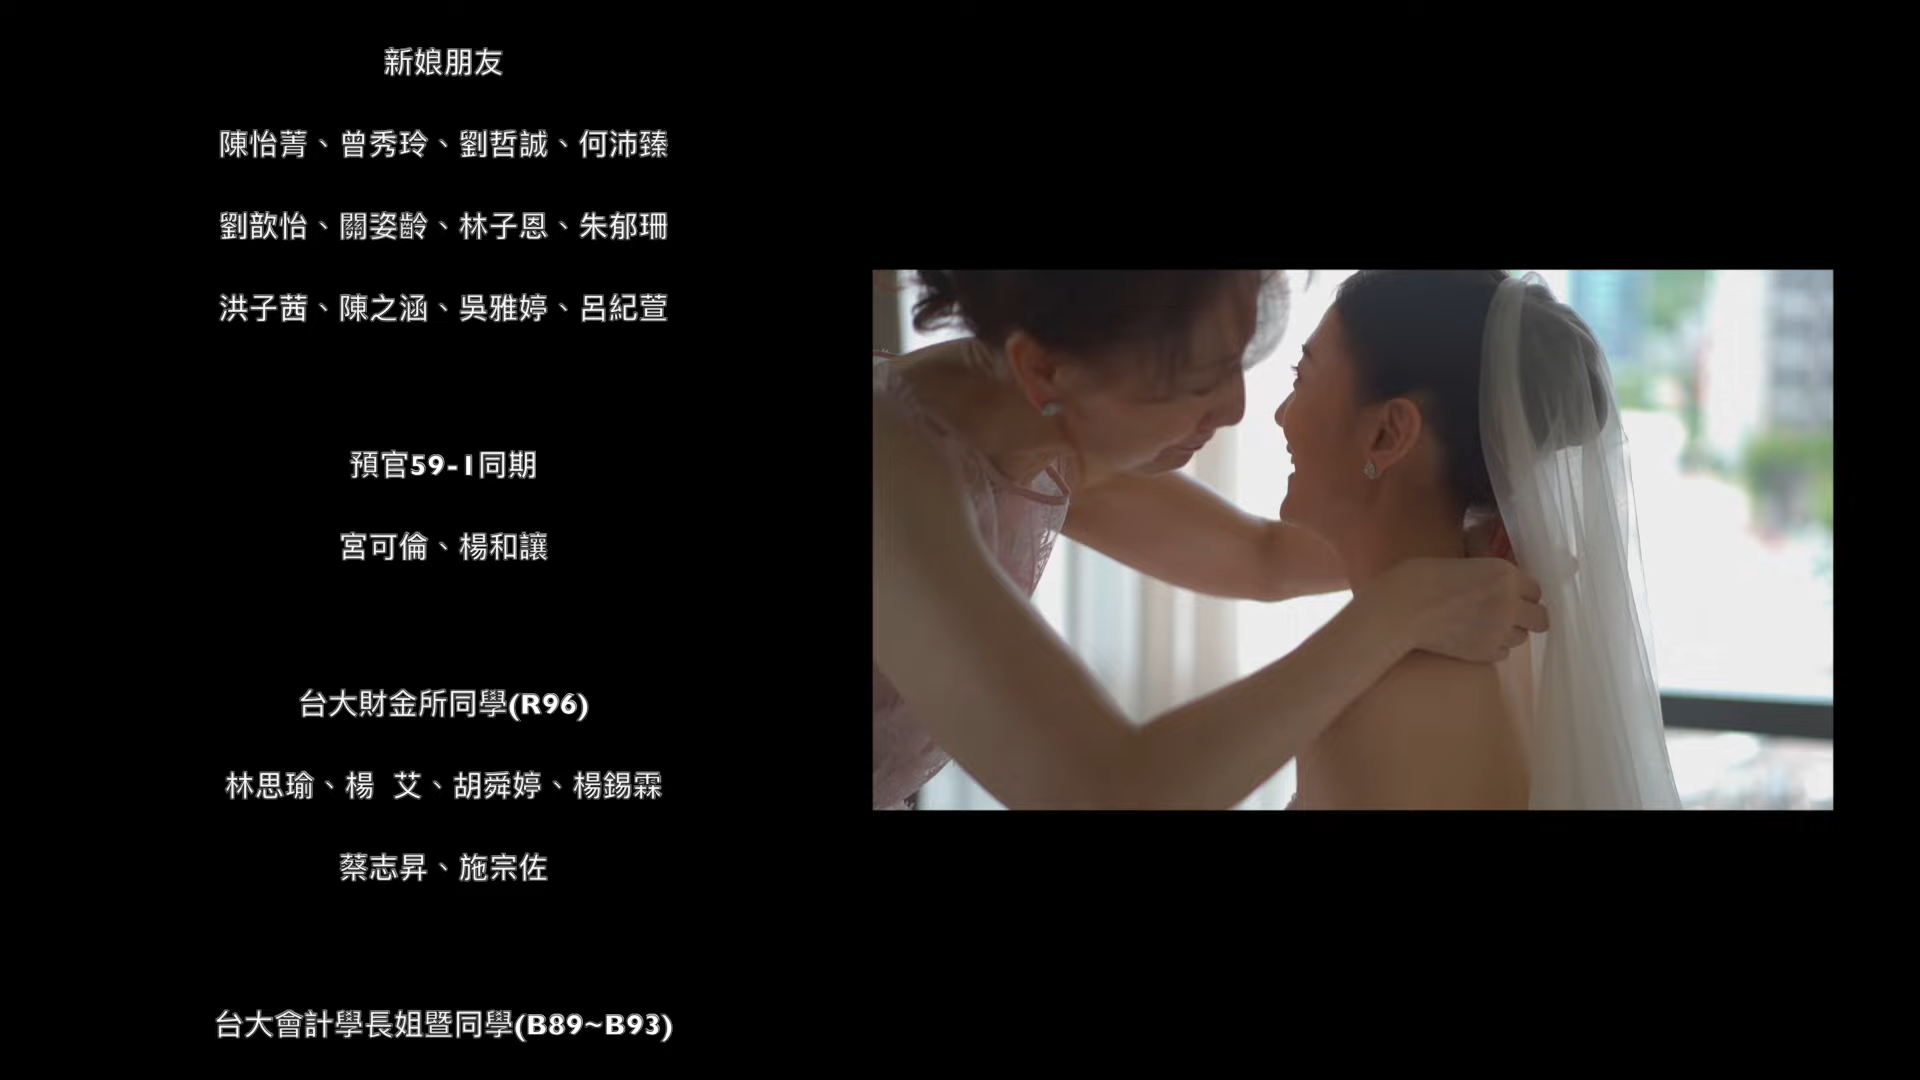 新娘朋友
陳怡菁、曾秀玲、劉哲誠、何沛臻
劉歆怡、關姿齡、林子恩、朱郁珊
洪子茜、陳之涵、吳雅婷、呂紀萱
預官59-1同期
宮可倫、楊和讓
台大財金所同學(R96)
林思瑜、楊 艾、胡舜婷、楊錫霖
蔡志昇、施宗佐
台大會計學長姐暨同學(B89~B93)